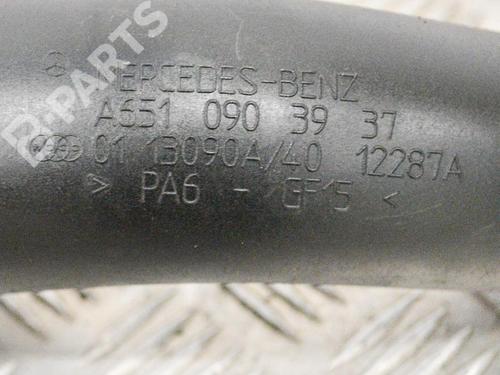 MERCEDES-BENZ
A651 090 39 37
01 13090A/40 12287A
> PA6 - GF15 <
B-PARTS